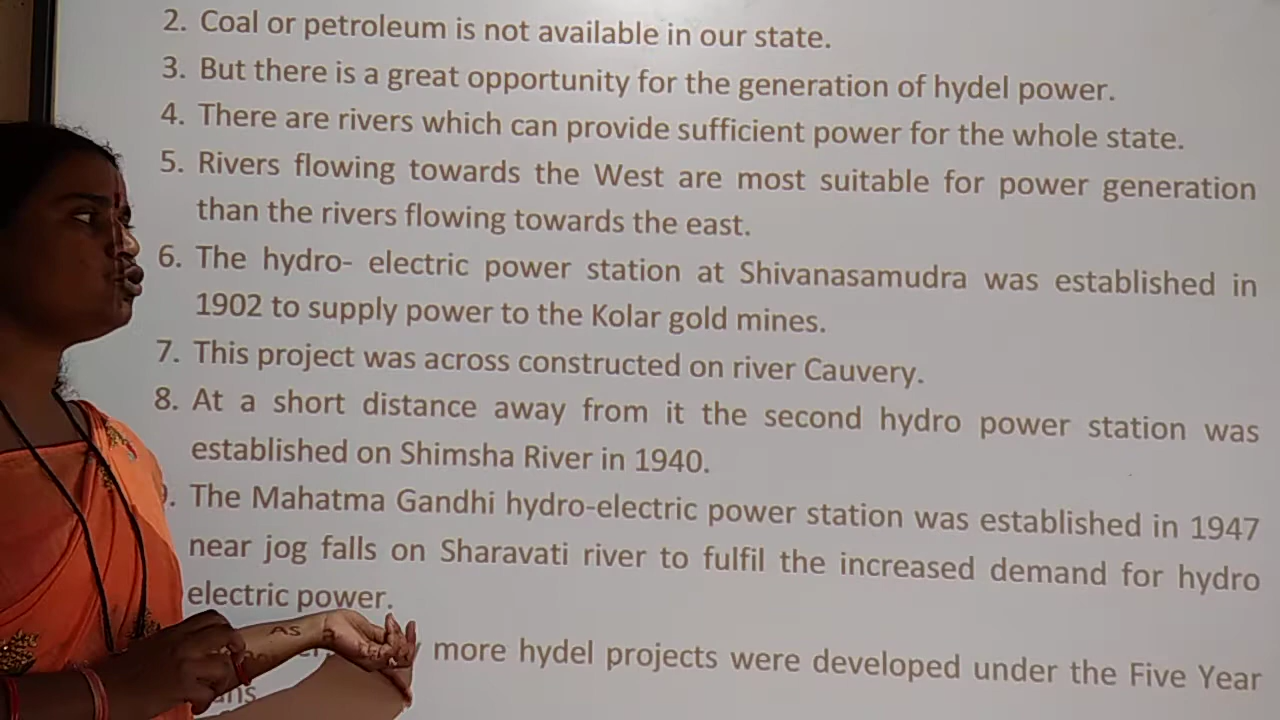 2. Coal or petroleum is not available in our state.
3. But there is a great opportunity for the generation of hydel power.
4. There are rivers which can provide sufficient power for the whole state.
5. Rivers flowing towards the West are most suitable for power generation
than the rivers flowing towards the east.
6. The hydro- electric power station at Shivanasamudra was established in
1902 to supply power to the Kolar gold mines.
7. This project was across constructed on river Cauvery.
8. At a short distance away from it the second hydro power station was
established on Shimsha River in 1940.
The Mahatma Gandhi hydro-electric power station was established in 1947
near jog falls on Sharavati river to fulfil the increased demand for hydro
electric power.
AS
more hydel projects were developed under the Five Year